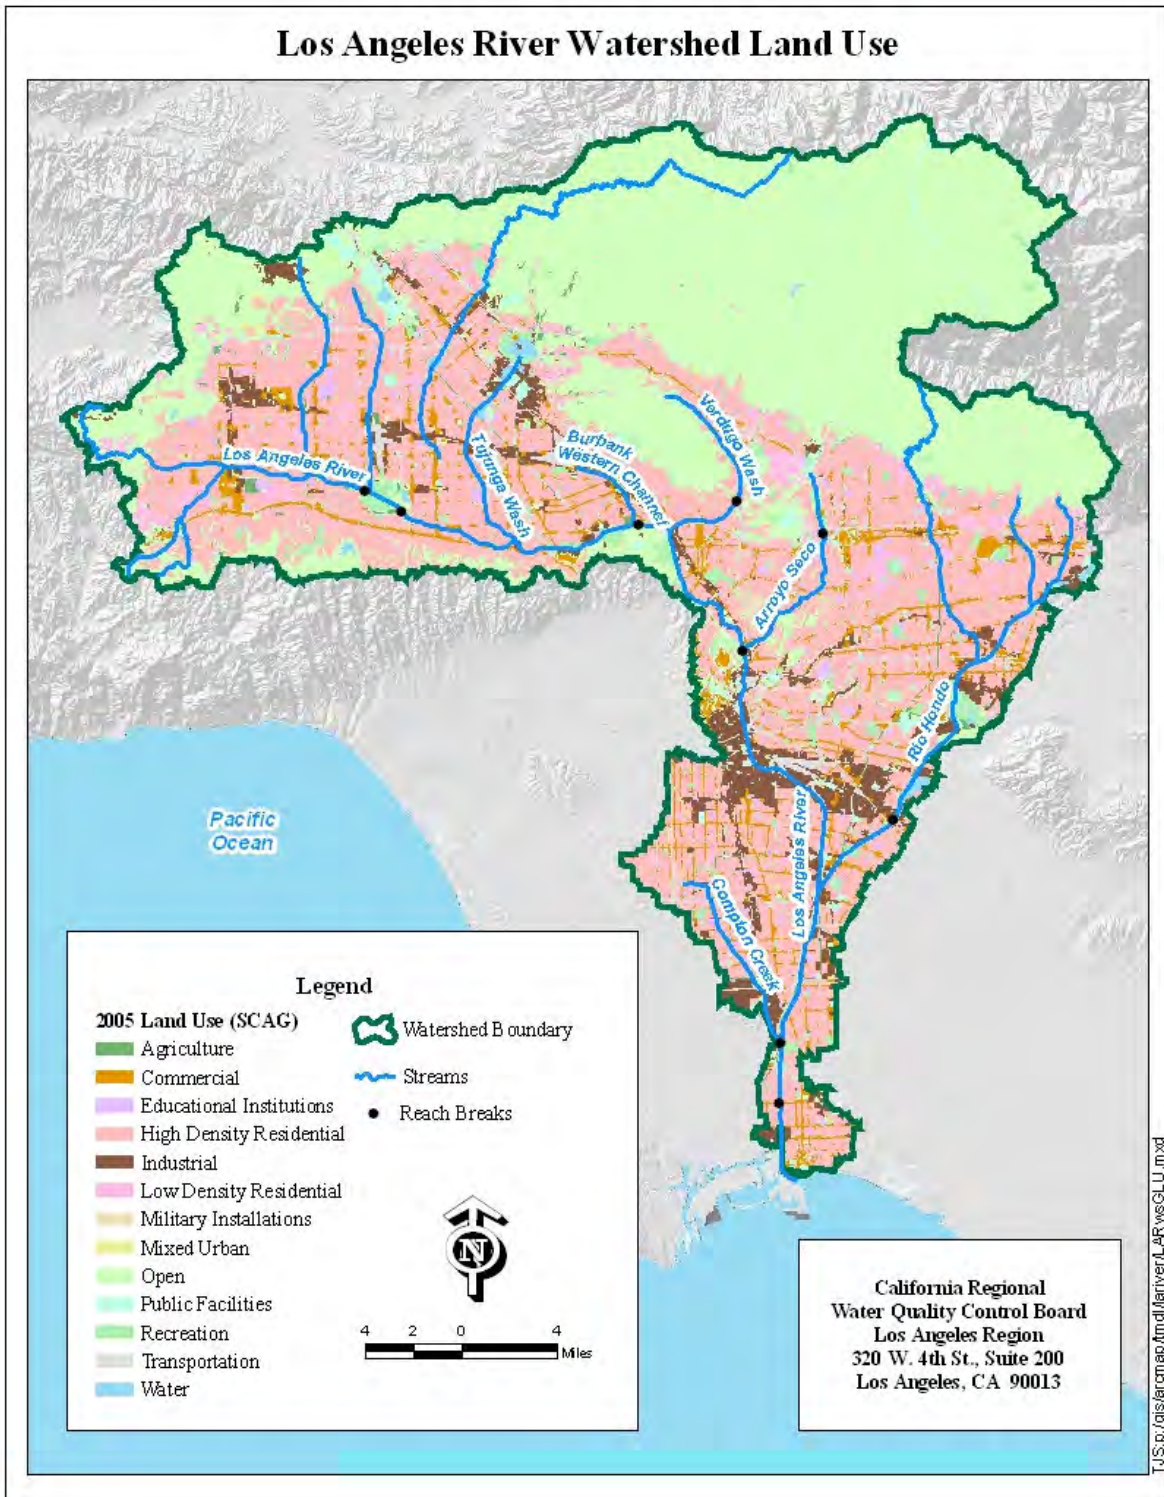 Los Angeles River Watershed Land Use
Verdugo Wash
Burbank
Western Channel
Los Angeles River
Tujunga Wash
Arroyo Seco
Rio Hondo
Pacific
Ocean
Los Angeles River
Compton Creek
Legend
2005 Land Use (SCAG)
Agriculture
Commercial
Educational Institutions
High Density Residential
Industrial
Low Density Residential
Military Installations
Mixed Urban
Open
Public Facilities
Recreation
Transportation
Water
Watershed Boundary
Streams
Reach Breaks
N
4 2 0 4
Miles
California Regional
Water Quality Control Board
Los Angeles Region
320 W. 4th St., Suite 200
Los Angeles, CA 90013
TJS:p:/gis/arcmap/tmdl/lariver/LARwsGLU.mxd